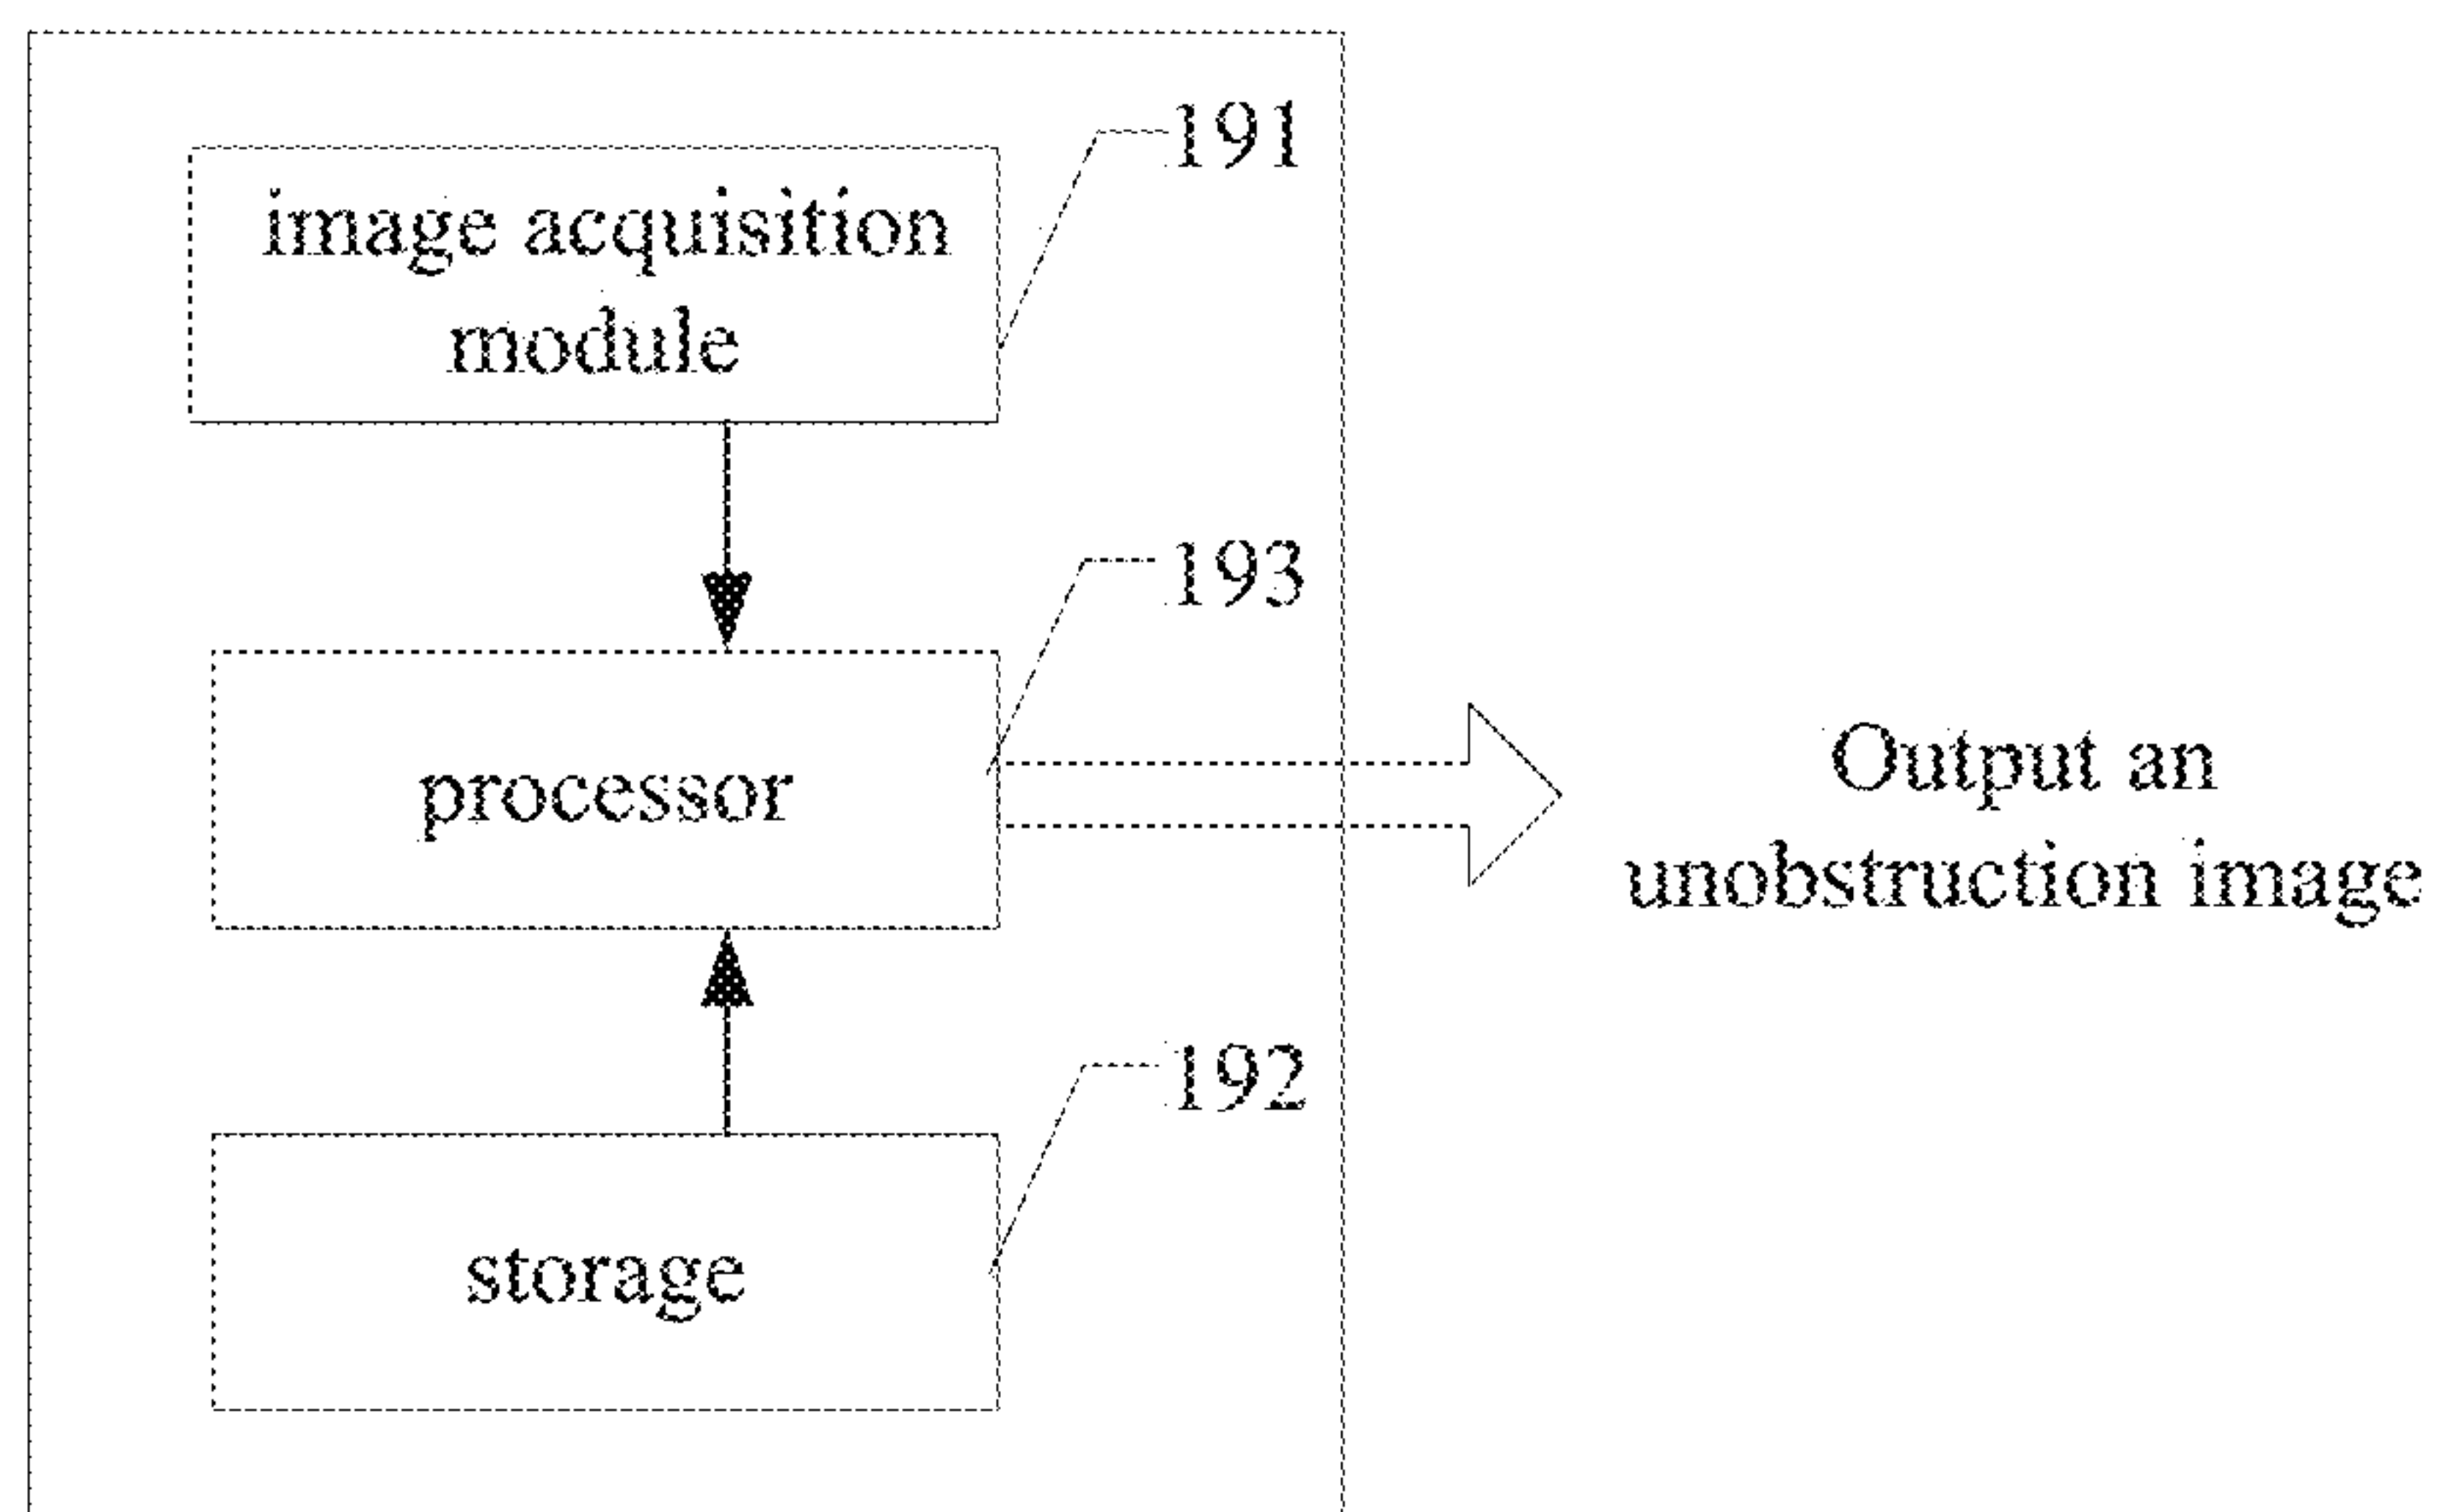 191
image acquisition
module
193
processor
Output an
unobstruction image
192
storage